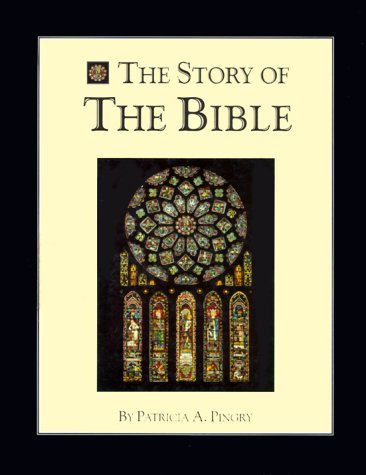 The Story of
The Bible
By Patricia A. Pingry